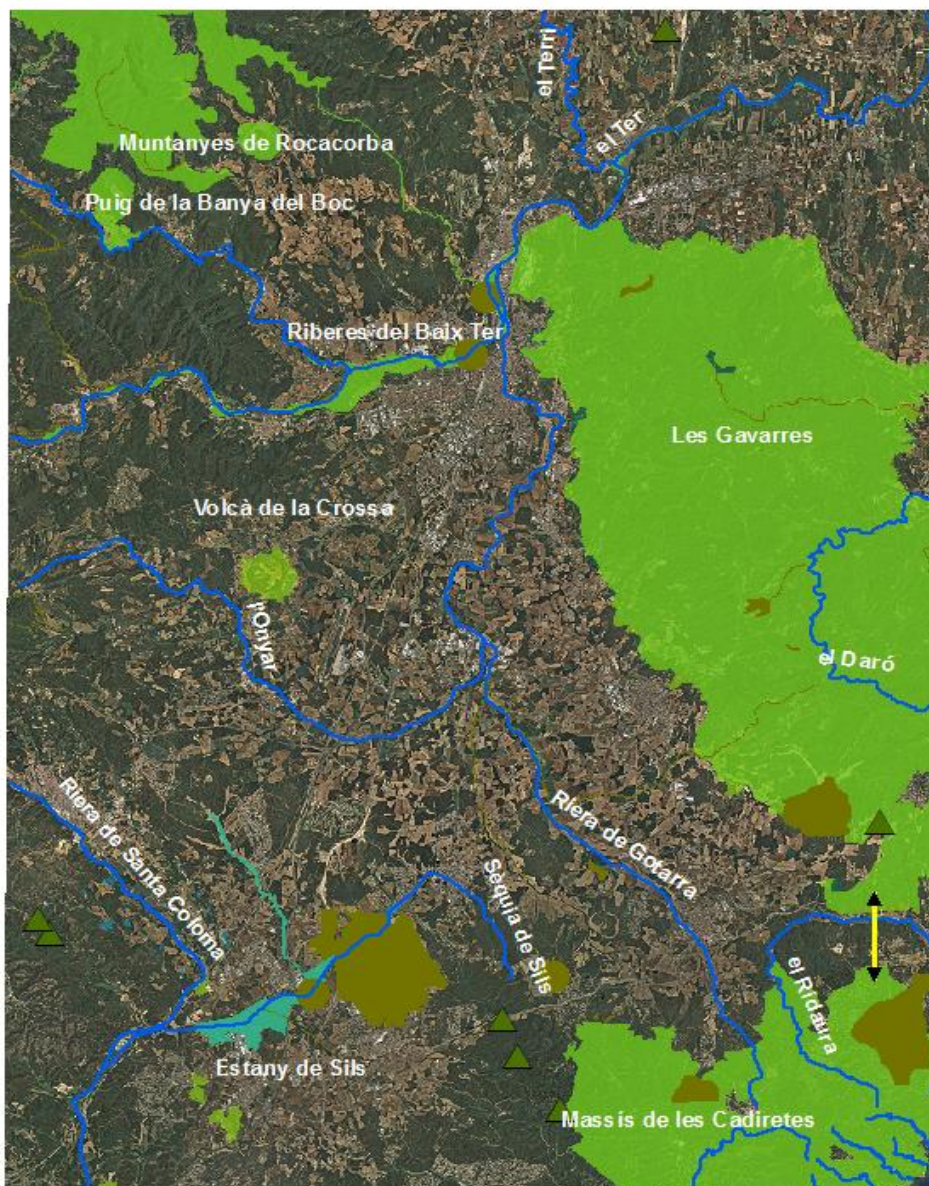 el Terri
el Ter
Muntanyes de Rocacorba
Puig de la Banya del Boc
Riberes del Baix Ter
Les Gavarres
Volcà de la Crossa
l'Onyar
el Daró
Riera de Santa Coloma
Riera de Gotarra
Sèquia de Sils
el Ridaura
Estany de Sils
Massís de les Cadiretes